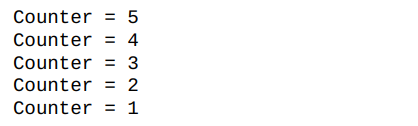 Counter = 5
Counter = 4
Counter = 3
Counter = 2
Counter = 1